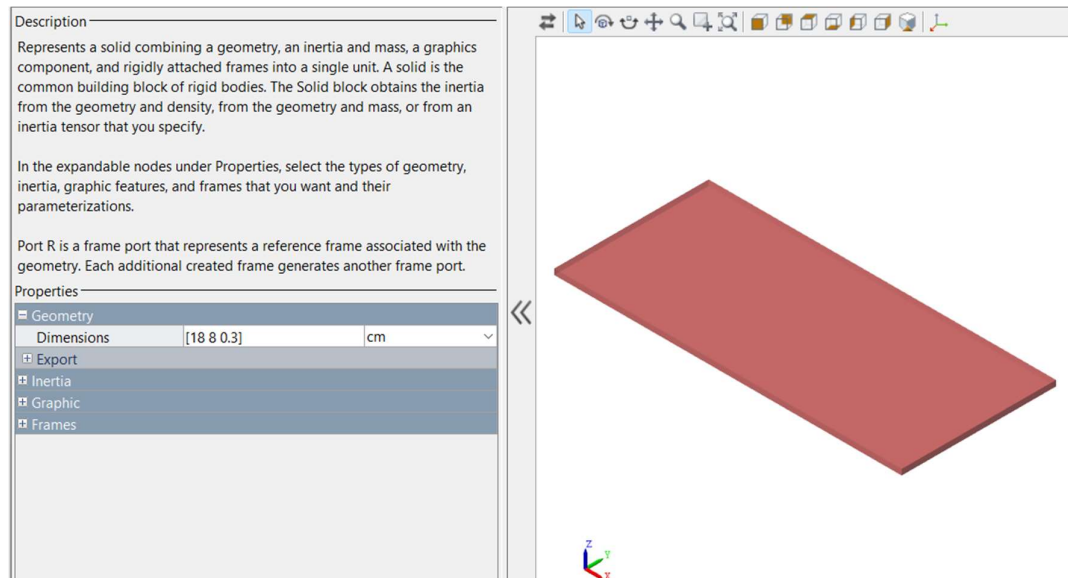 Description
Represents a solid combining a geometry, an inertia and mass, a graphics
component, and rigidly attached frames into a single unit. A solid is the
common building block of rigid bodies. The Solid block obtains the inertia
from the geometry and density, from the geometry and mass, or from an
inertia tensor that you specify.
In the expandable nodes under Properties, select the types of geometry,
inertia, graphic features, and frames that you want and their
parameterizations.
Port R is a frame port that represents a reference frame associated with the
geometry. Each additional created frame generates another frame port.
Properties
Geometry
Dimensions [18 8 0.3] cm
Export
Inertia
Graphic
Frames
Z
Y
X